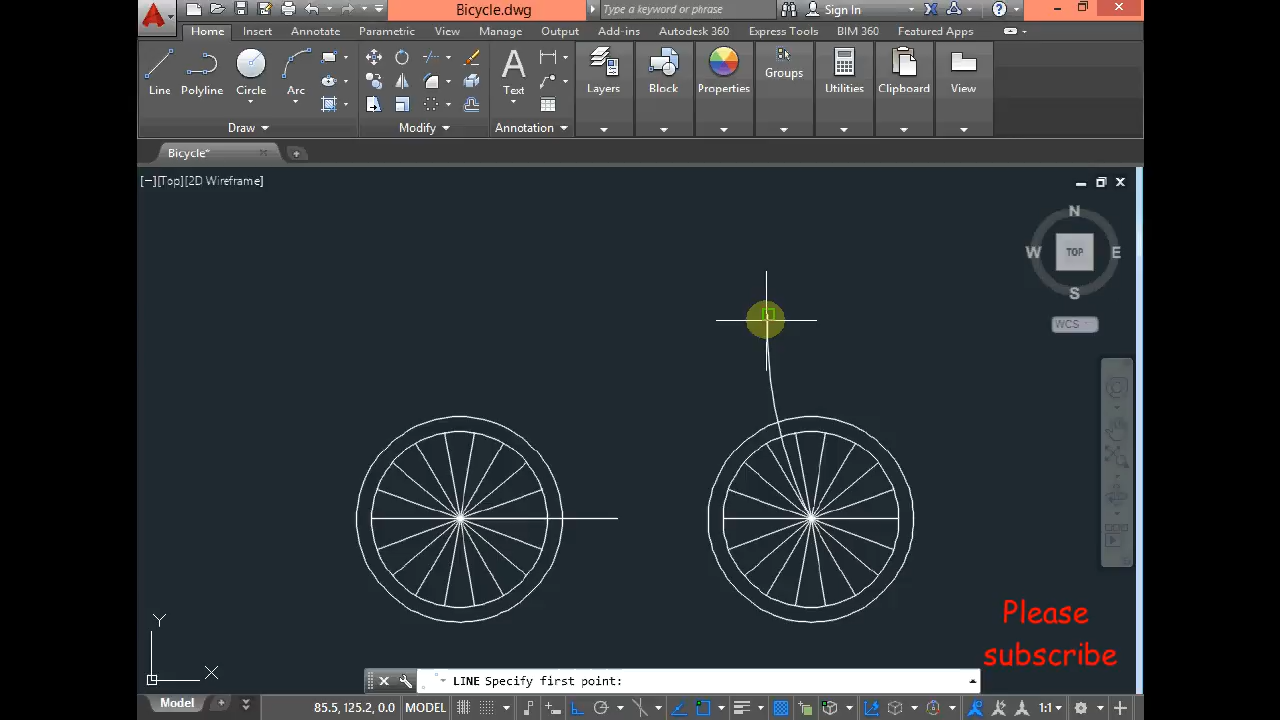 Bicycle.dwg
Type a keyword or phrase
Sign In
Home Insert Annotate Parametric View Manage Output Add-ins Autodesk 360 Express Tools BIM 360 Featured Apps
Line Polyline Circle Arc
Text
Layers Block Properties Groups Utilities Clipboard View
Draw Modify Annotation
Bicycle*
[−][Top][2D Wireframe]
N
W TOP E
S
WCS
Please
subscribe
Y
X
LINE Specify first point:
Model
85.5, 125.2, 0.0 MODEL 1:1